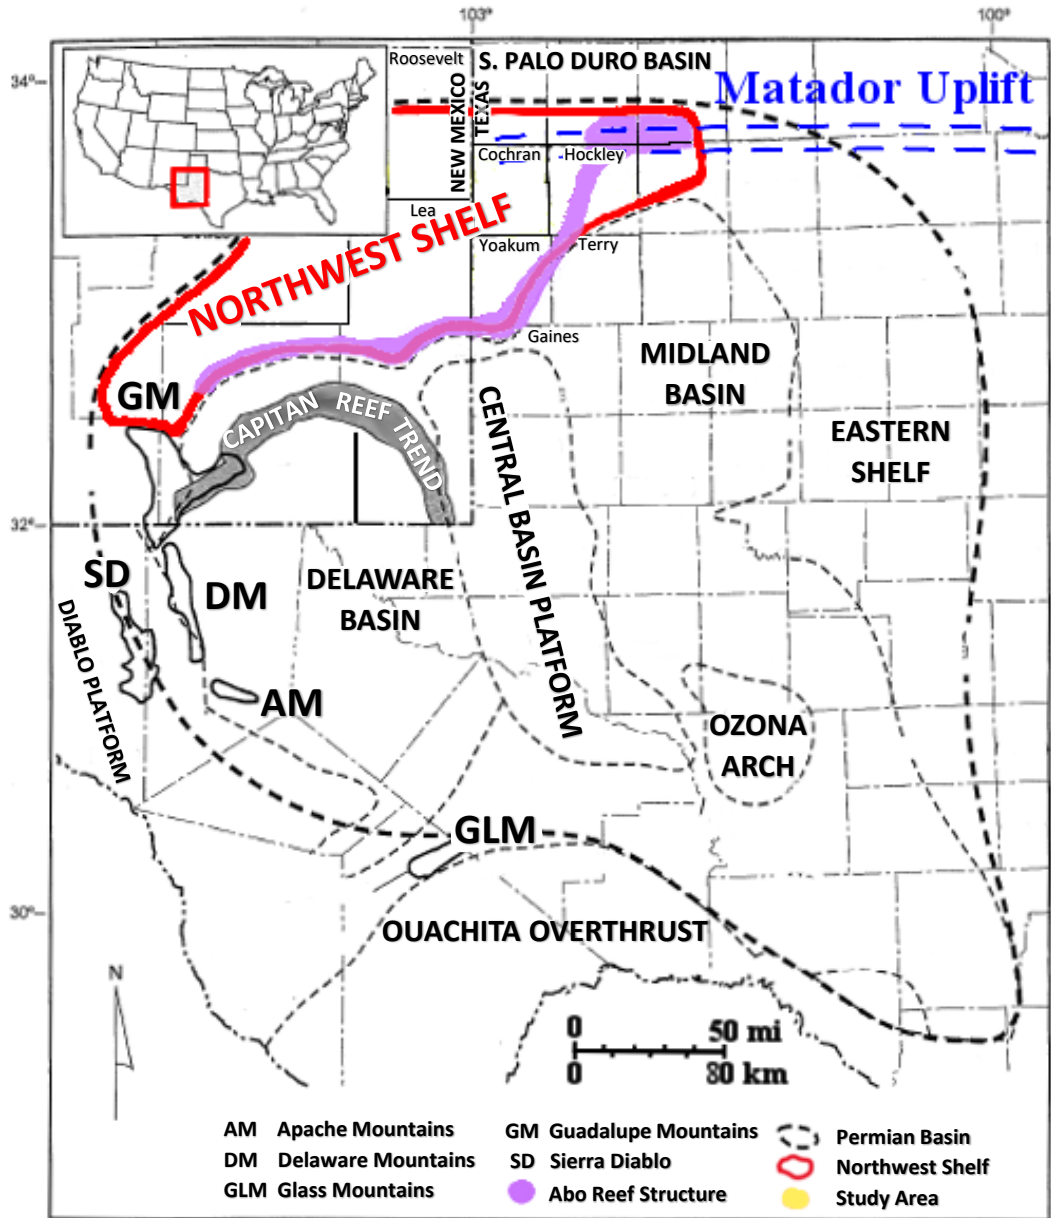 103°
100°
34°
Roosevelt
S. PALO DURO BASIN
NEW MEXICO
TEXAS
Matador Uplift
Cochran
Hockley
Lea
NORTHWEST SHELF
Yoakum
Terry
Gaines
GM
MIDLAND
BASIN
CAPITAN REEF TREND
CENTRAL BASIN PLATFORM
EASTERN
SHELF
32°
SD
DM
DELAWARE
BASIN
DIABLO PLATFORM
AM
OZONA
ARCH
GLM
30°
OUACHITA OVERTHRUST
N
0 50 mi
0 80 km
AM Apache Mountains
DM Delaware Mountains
GLM Glass Mountains
GM Guadalupe Mountains
SD Sierra Diablo
Abo Reef Structure
Permian Basin
Northwest Shelf
Study Area